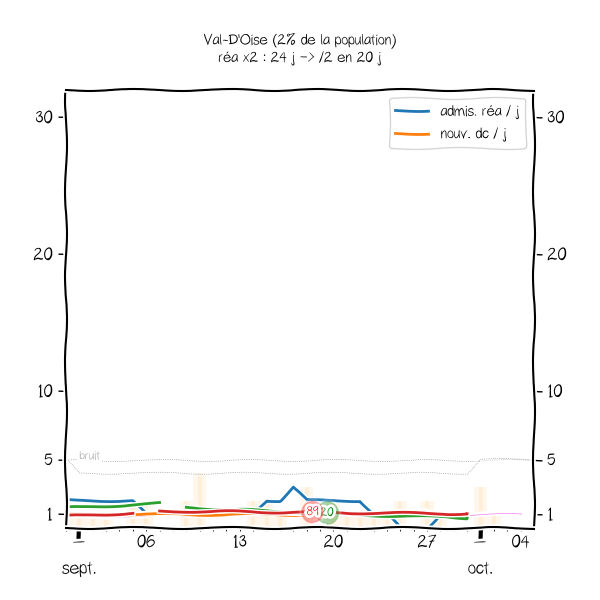 Val-D'Oise (2% de la population)
réa x2 : 24 j -> /2 en 20 j
admis. réa / j
nouv. dc / j
30
30
20
20
10
10
5
bruit
5
1
89
20
1
06
13
20
27
04
sept.
oct.